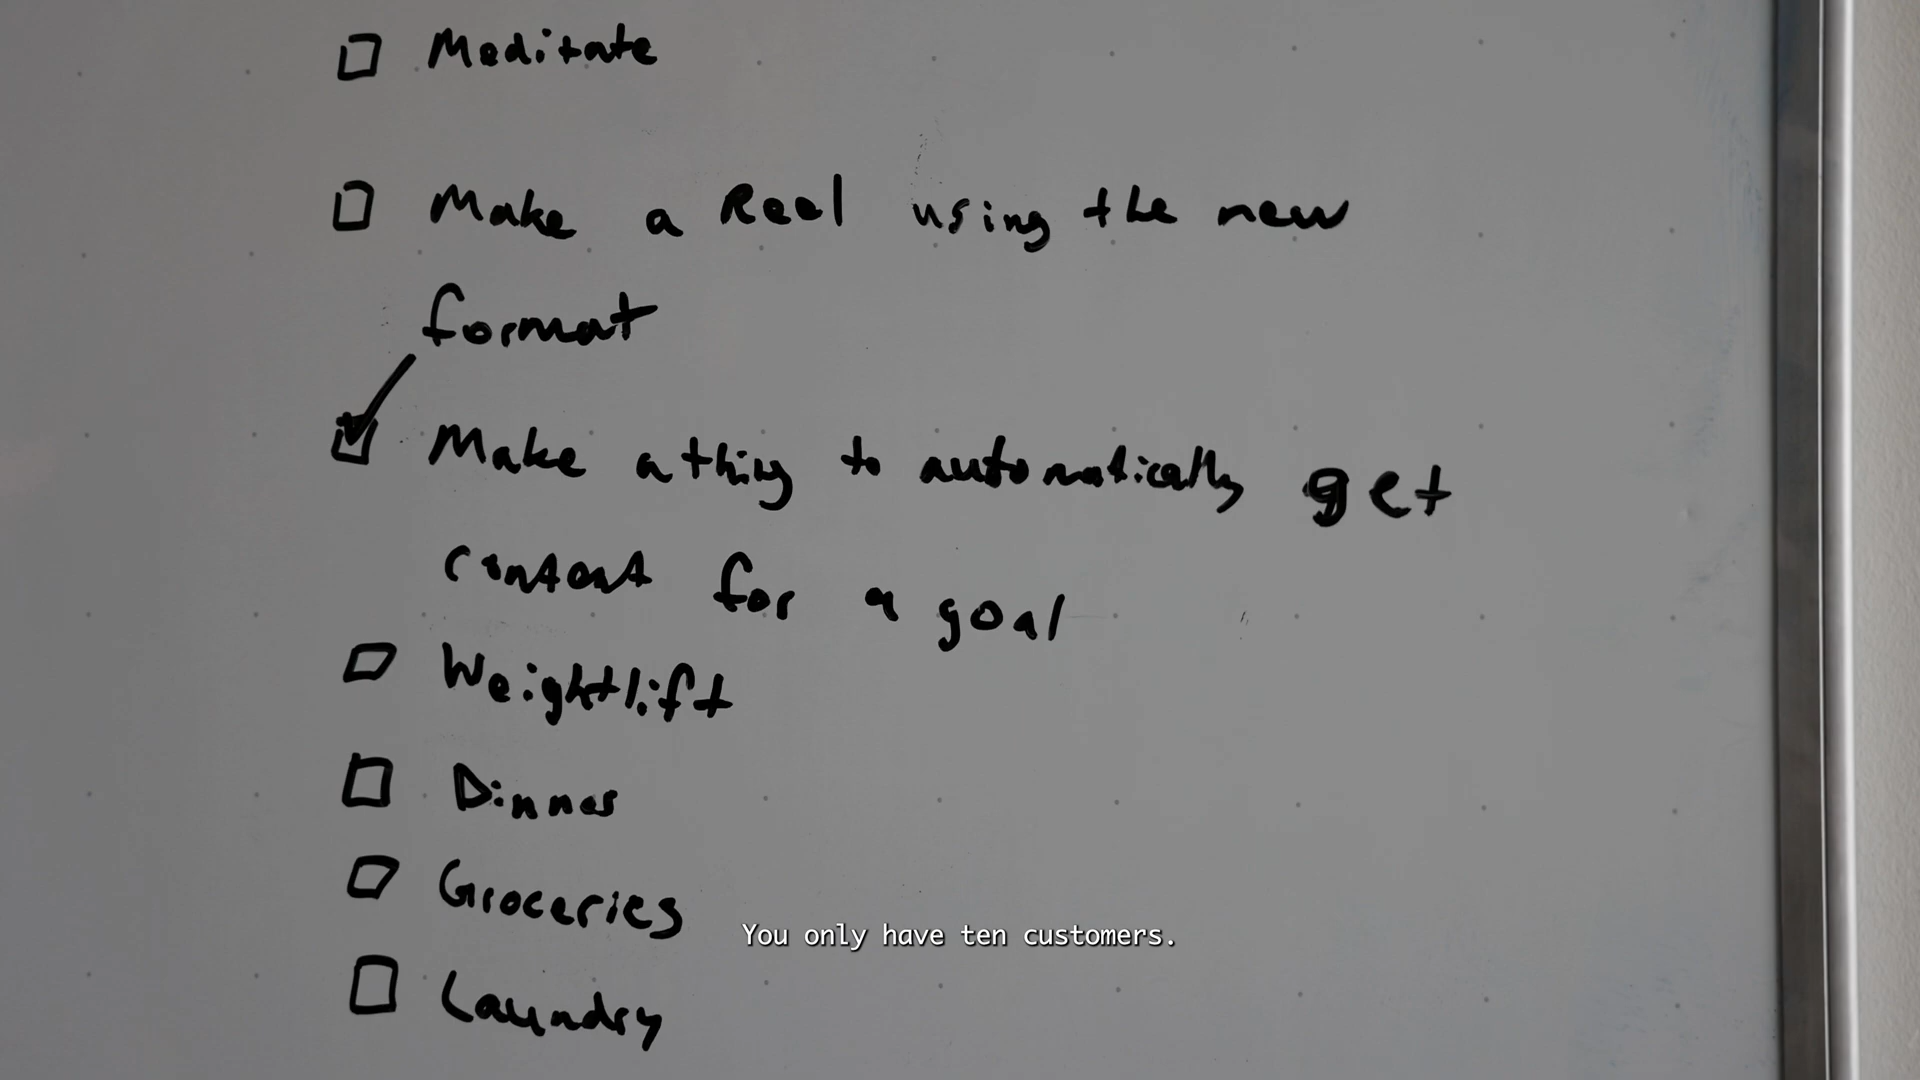 Meditate
Make a Reel using the new
format
Make a thing to automatically get
content for a goal
Weightlift
Dinner
Groceries
You only have ten customers.
Laundry